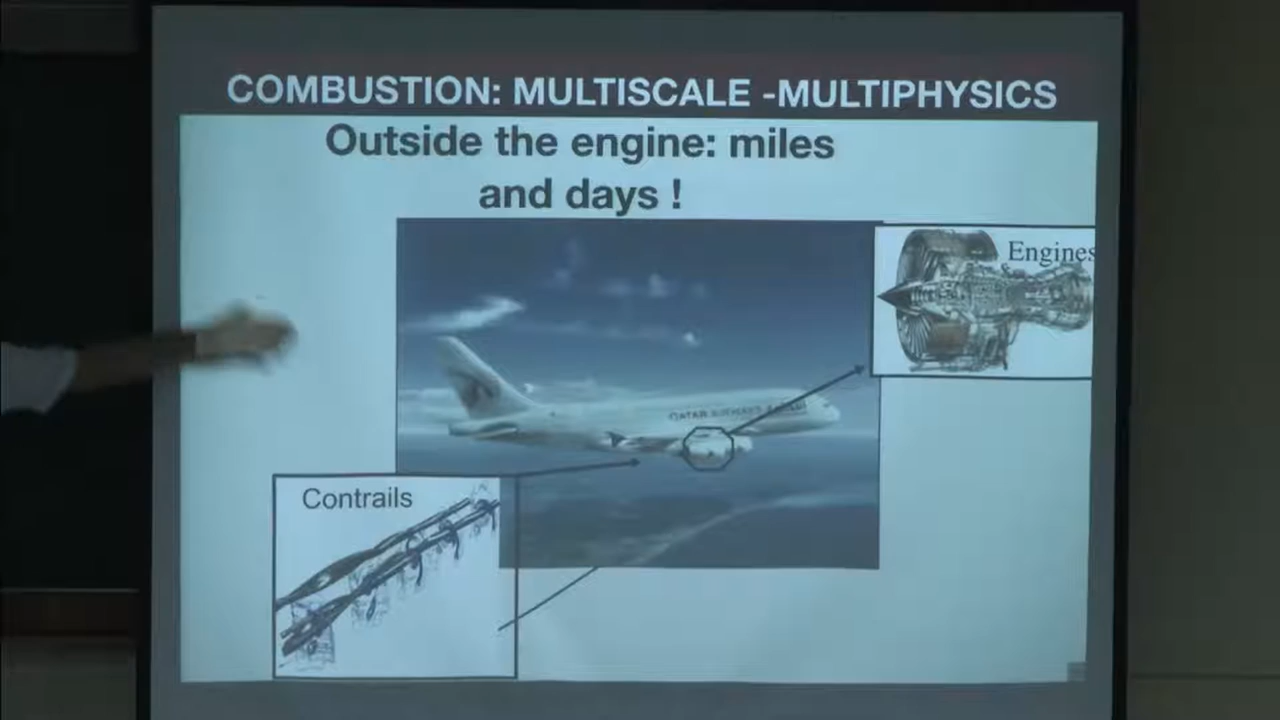 COMBUSTION: MULTISCALE -MULTIPHYSICS
Outside the engine: miles
and days !
Engines
QATAR AIRWAYS
Contrails